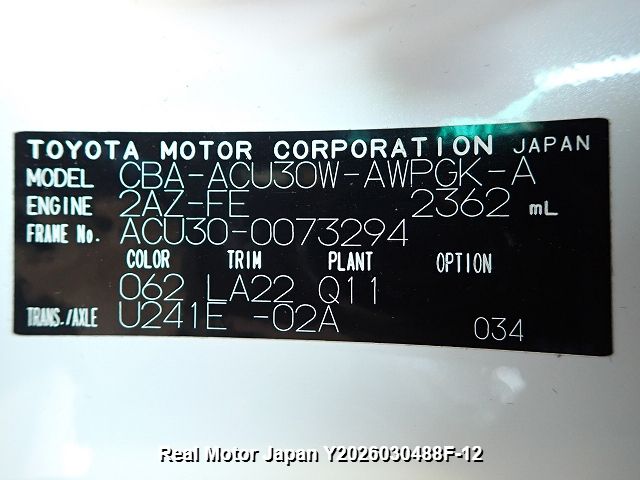 TOYOTA MOTOR CORPORATION JAPAN
MODEL CBA-ACU30W-AWPGK-A
ENGINE 2AZ-FE 2362 mL
FRAME No. ACU30-0073294
COLOR TRIM PLANT OPTION
062 LA22 Q11
TRANS./AXLE U241E -02A 034
Real Motor Japan Y2026030488F-12